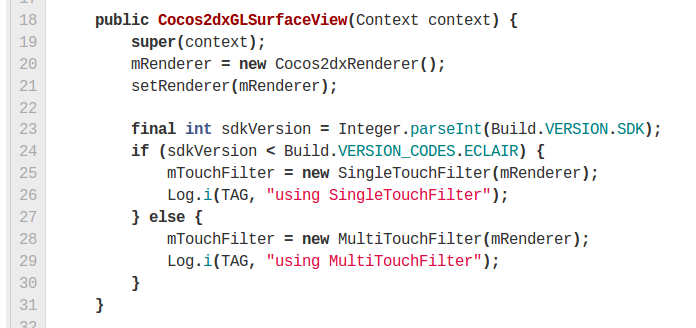 18 public Cocos2dxGLSurfaceView(Context context) {
19 super(context);
20 mRenderer = new Cocos2dxRenderer();
21 setRenderer(mRenderer);
22
23 final int sdkVersion = Integer.parseInt(Build.VERSION.SDK);
24 if (sdkVersion < Build.VERSION_CODES.ECLAIR) {
25 mTouchFilter = new SingleTouchFilter(mRenderer);
26 Log.i(TAG, "using SingleTouchFilter");
27 } else {
28 mTouchFilter = new MultiTouchFilter(mRenderer);
29 Log.i(TAG, "using MultiTouchFilter");
30 }
31 }